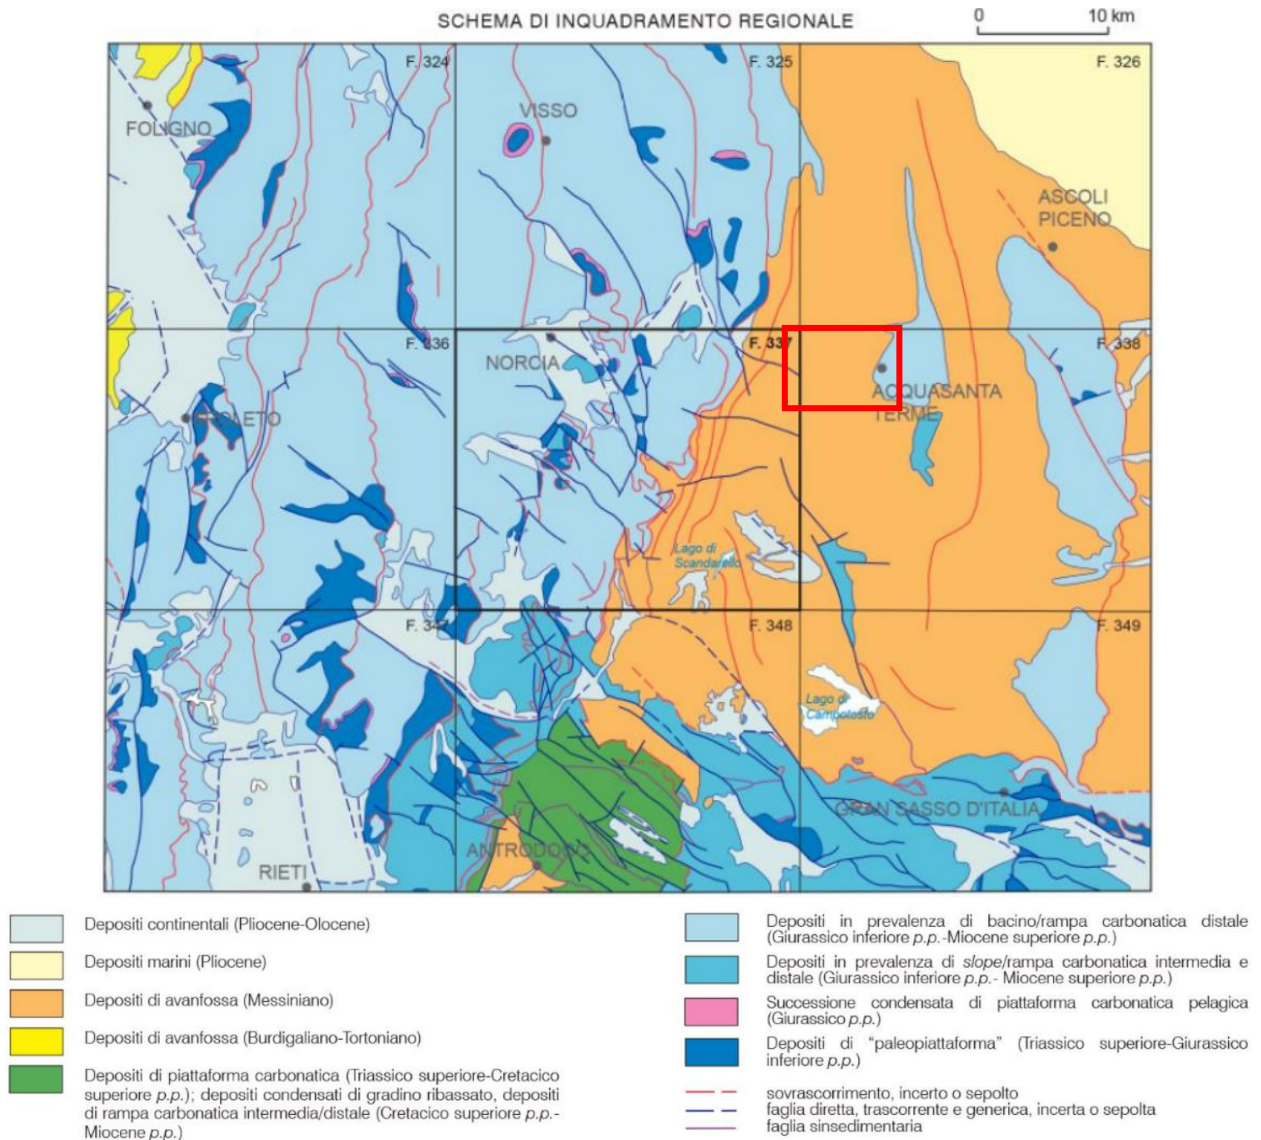 SCHEMA DI INQUADRAMENTO REGIONALE
0 10 km
F. 324
F. 325
F. 326
FOLIGNO
VISSO
ASCOLI
PICENO
F. 336
F. 337
F. 338
NORCIA
ACQUASANTA
TERME
SPOLETO
Lago di
Scandarello
F. 347
F. 348
F. 349
Lago di
Campotosto
GRAN SASSO D'ITALIA
ANTRODOCO
RIETI
Depositi continentali (Pliocene-Olocene)
Depositi marini (Pliocene)
Depositi di avanfossa (Messiniano)
Depositi di avanfossa (Burdigaliano-Tortoniano)
Depositi di piattaforma carbonatica (Triassico superiore-Cretacico
superiore p.p.); depositi condensati di gradino ribassato, depositi
di rampa carbonatica intermedia/distale (Cretacico superiore p.p.-
Miocene p.p.)
Depositi in prevalenza di bacino/rampa carbonatica distale
(Giurassico inferiore p.p.-Miocene superiore p.p.)
Depositi in prevalenza di slope/rampa carbonatica intermedia e
distale (Giurassico inferiore p.p.- Miocene superiore p.p.)
Successione condensata di piattaforma carbonatica pelagica
(Giurassico p.p.)
Depositi di "paleopiattaforma" (Triassico superiore-Giurassico
inferiore p.p.)
sovrascorrimento, incerto o sepolto
faglia diretta, trascorrente e generica, incerta o sepolta
faglia sinsedimentaria